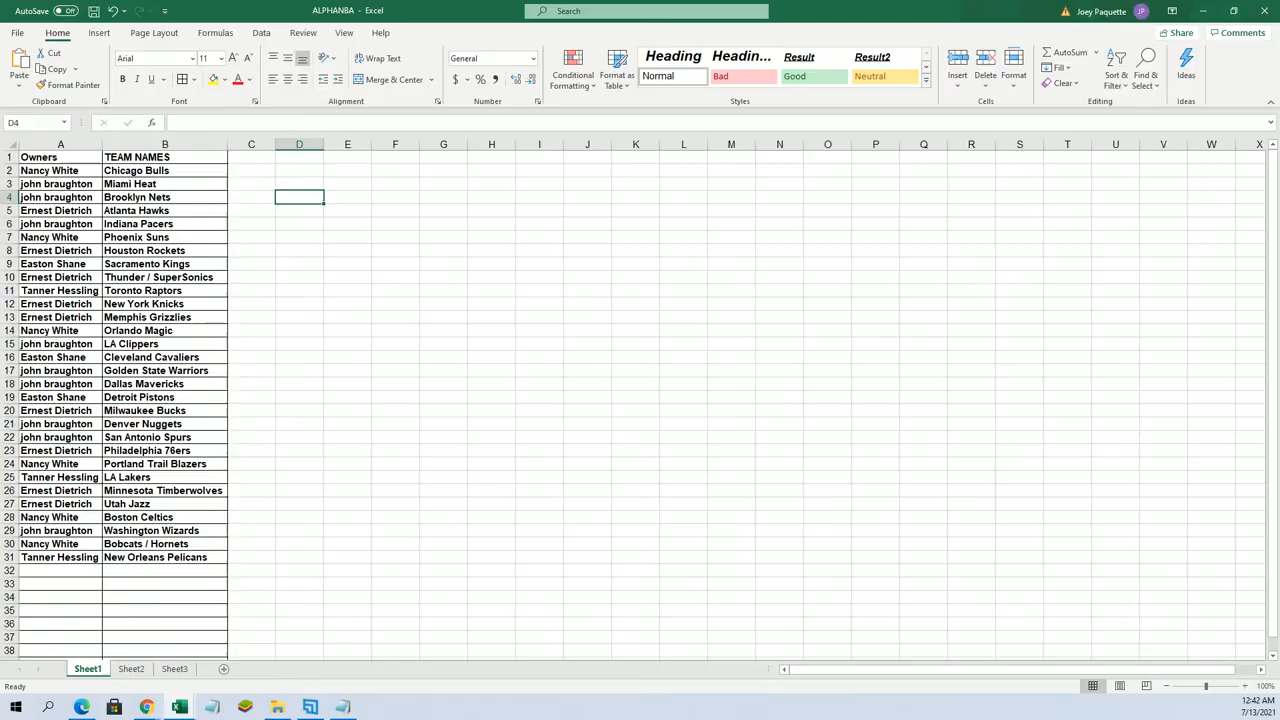 AutoSave Off ALPHANBA - Excel Search Joey Paquette JP
File Home Insert Page Layout Formulas Data Review View Help Share Comments
Paste Cut Copy Format Painter Clipboard
Arial 11 B I U A Font
Wrap Text Merge & Center Alignment
General $ % Number
Conditional Formatting Format as Table
Heading Headin... Result Result2
Normal Bad Good Neutral Styles
Insert Delete Format Cells
AutoSum Fill Clear Sort & Filter Find & Select Editing
Ideas Ideas
D4 fx
A B C D E F G H I J K L M N O P Q R S T U V W X
1 Owners TEAM NAMES
2 Nancy White Chicago Bulls
3 john braughton Miami Heat
4 john braughton Brooklyn Nets
5 Ernest Dietrich Atlanta Hawks
6 john braughton Indiana Pacers
7 Nancy White Phoenix Suns
8 Ernest Dietrich Houston Rockets
9 Easton Shane Sacramento Kings
10 Ernest Dietrich Thunder / SuperSonics
11 Tanner Hessling Toronto Raptors
12 Ernest Dietrich New York Knicks
13 Ernest Dietrich Memphis Grizzlies
14 Nancy White Orlando Magic
15 john braughton LA Clippers
16 Easton Shane Cleveland Cavaliers
17 john braughton Golden State Warriors
18 john braughton Dallas Mavericks
19 Easton Shane Detroit Pistons
20 Ernest Dietrich Milwaukee Bucks
21 john braughton Denver Nuggets
22 john braughton San Antonio Spurs
23 Ernest Dietrich Philadelphia 76ers
24 Nancy White Portland Trail Blazers
25 Tanner Hessling LA Lakers
26 Ernest Dietrich Minnesota Timberwolves
27 Ernest Dietrich Utah Jazz
28 Nancy White Boston Celtics
29 john braughton Washington Wizards
30 Nancy White Bobcats / Hornets
31 Tanner Hessling New Orleans Pelicans
32
33
34
35
36
37
38
Sheet1 Sheet2 Sheet3
Ready 100%
12:42 AM
7/13/2021